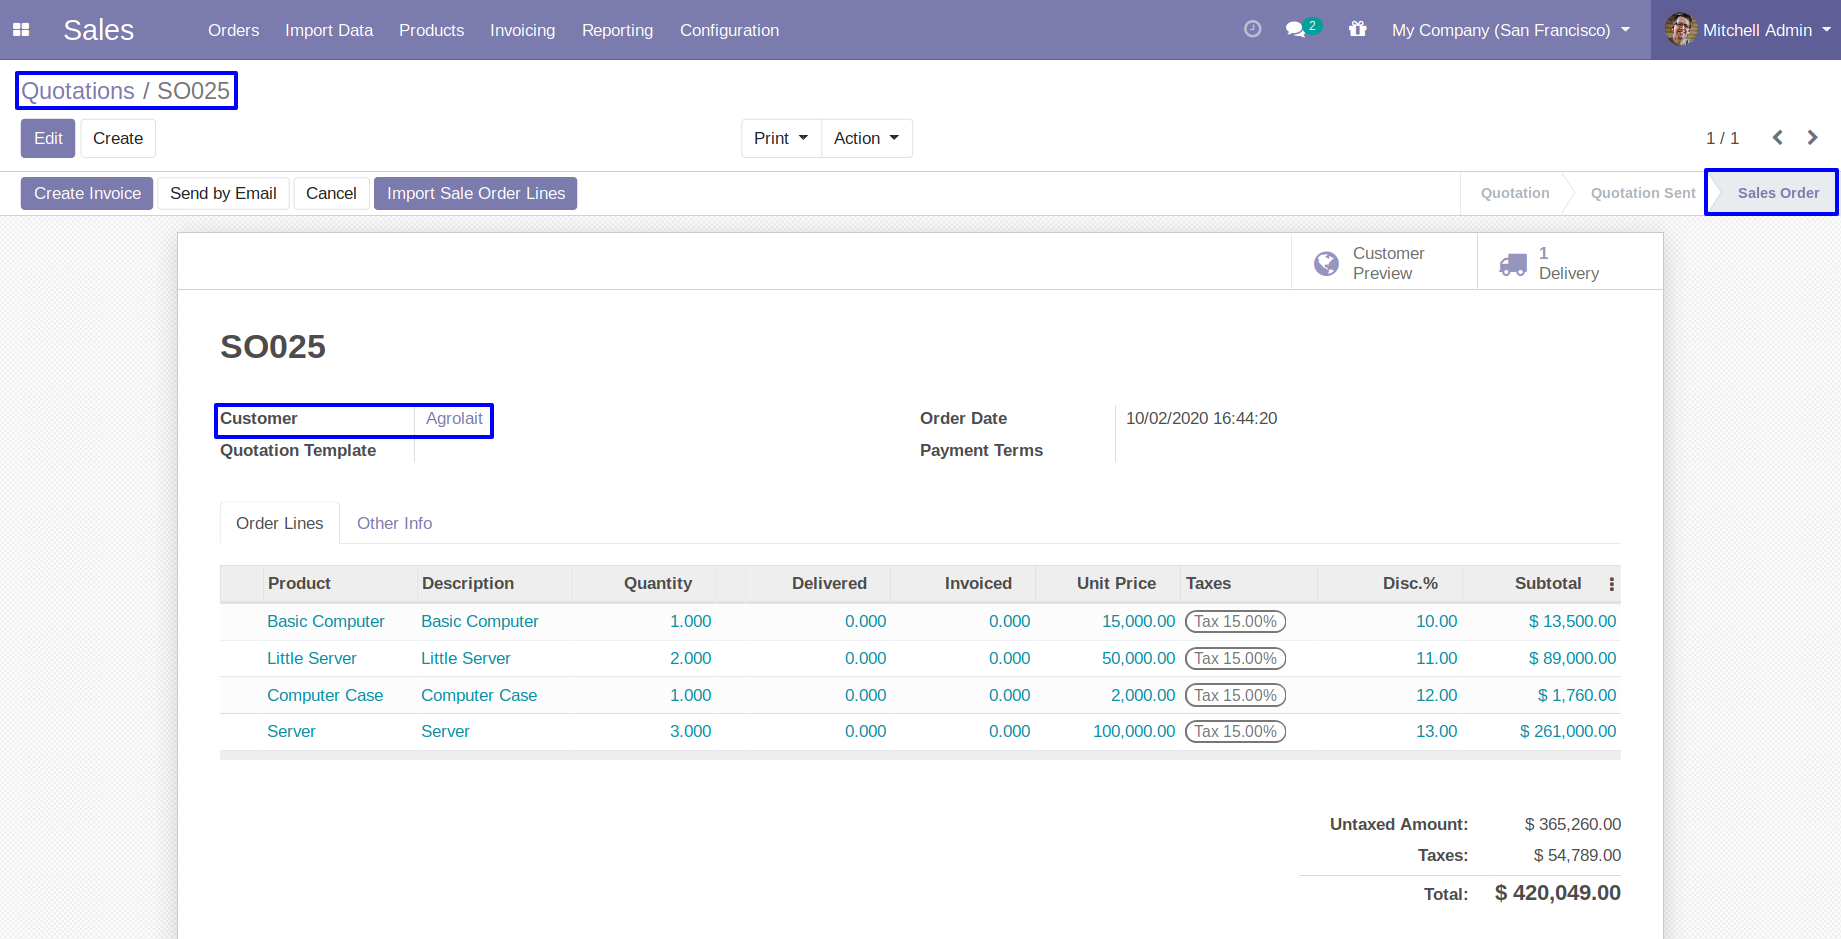 Sales Orders Import Data Products Invoicing Reporting Configuration 2 My Company (San Francisco) Mitchell Admin
Quotations / SO025
Edit Create Print Action 1 / 1
Create Invoice Send by Email Cancel Import Sale Order Lines Quotation Quotation Sent Sales Order
Customer Preview 1 Delivery
SO025
Customer Agrolait Order Date 10/02/2020 16:44:20
Quotation Template Payment Terms
Order Lines Other Info
Product Description Quantity Delivered Invoiced Unit Price Taxes Disc.% Subtotal
Basic Computer Basic Computer 1.000 0.000 0.000 15,000.00 Tax 15.00% 10.00 $ 13,500.00
Little Server Little Server 2.000 0.000 0.000 50,000.00 Tax 15.00% 11.00 $ 89,000.00
Computer Case Computer Case 1.000 0.000 0.000 2,000.00 Tax 15.00% 12.00 $ 1,760.00
Server Server 3.000 0.000 0.000 100,000.00 Tax 15.00% 13.00 $ 261,000.00
Untaxed Amount: $ 365,260.00
Taxes: $ 54,789.00
Total: $ 420,049.00